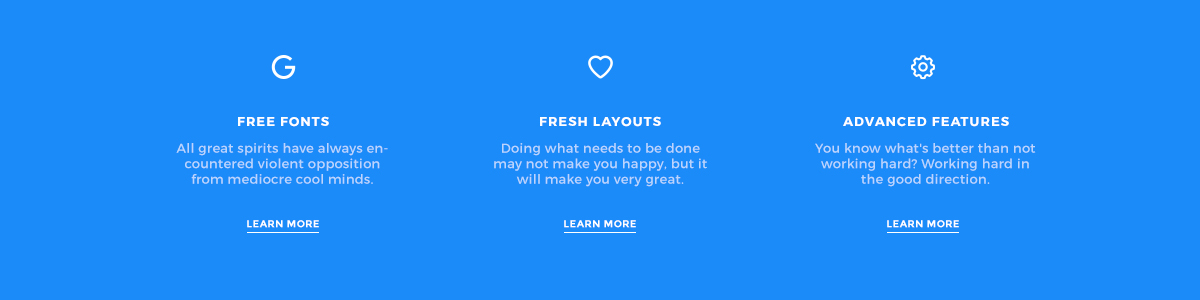 FREE FONTS
All great spirits have always en-
countered violent opposition
from mediocre cool minds.
LEARN MORE
FRESH LAYOUTS
Doing what needs to be done
may not make you happy, but it
will make you very great.
LEARN MORE
ADVANCED FEATURES
You know what's better than not
working hard? Working hard in
the good direction.
LEARN MORE